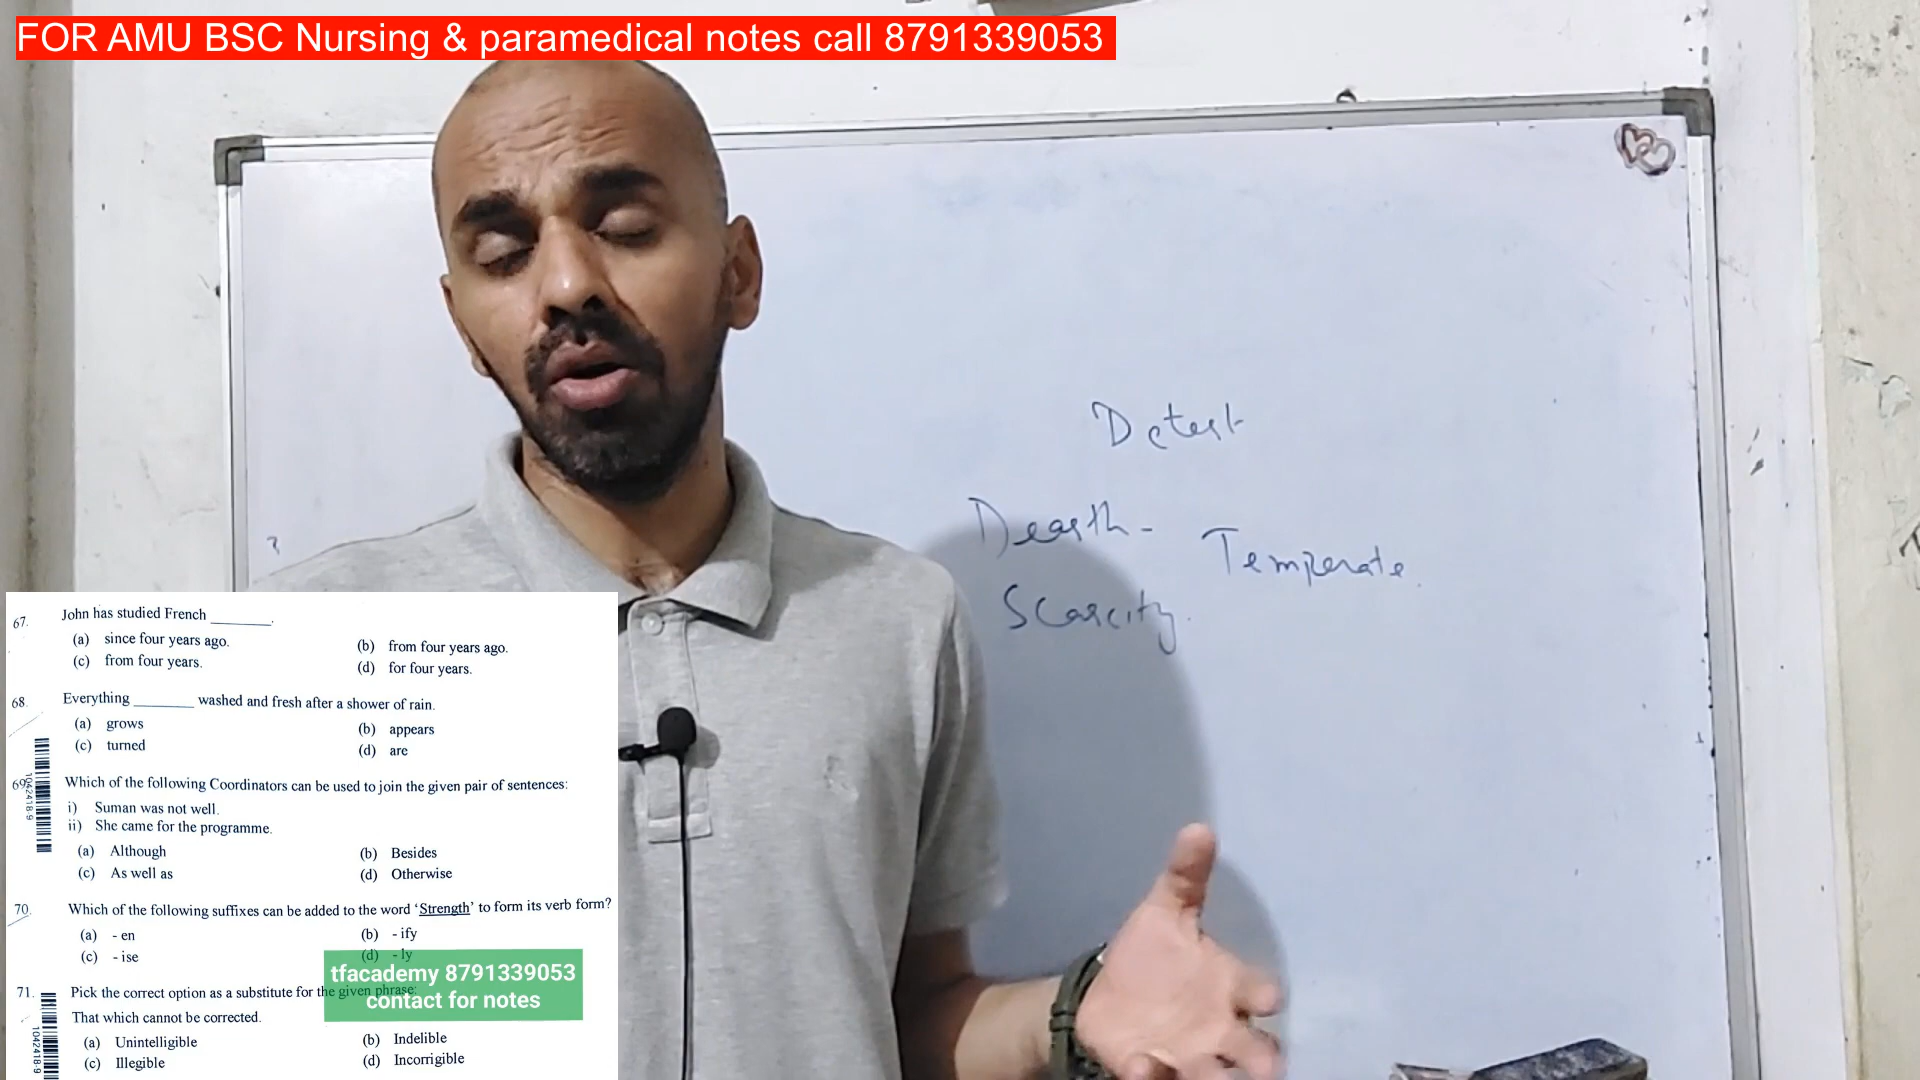 FOR AMU BSC Nursing & paramedical notes call 8791339053
Detest
Dearth - Temperate.
Scarcity.
67. John has studied French ________.
(a) since four years ago. (b) from four years ago.
(c) from four years. (d) for four years.
68. Everything ________ washed and fresh after a shower of rain.
(a) grows (b) appears
(c) turned (d) are
69. Which of the following Coordinators can be used to join the given pair of sentences:
i) Suman was not well.
ii) She came for the programme.
(a) Although (b) Besides
(c) As well as (d) Otherwise
1042418-9
70. Which of the following suffixes can be added to the word ‘Strength’ to form its verb form?
(a) - en (b) - ify
(c) - ise (d) - ly
tfacademy 8791339053
contact for notes
71. Pick the correct option as a substitute for the given phrase:
That which cannot be corrected.
(a) Unintelligible (b) Indelible
(c) Illegible (d) Incorrigible
1042418-9